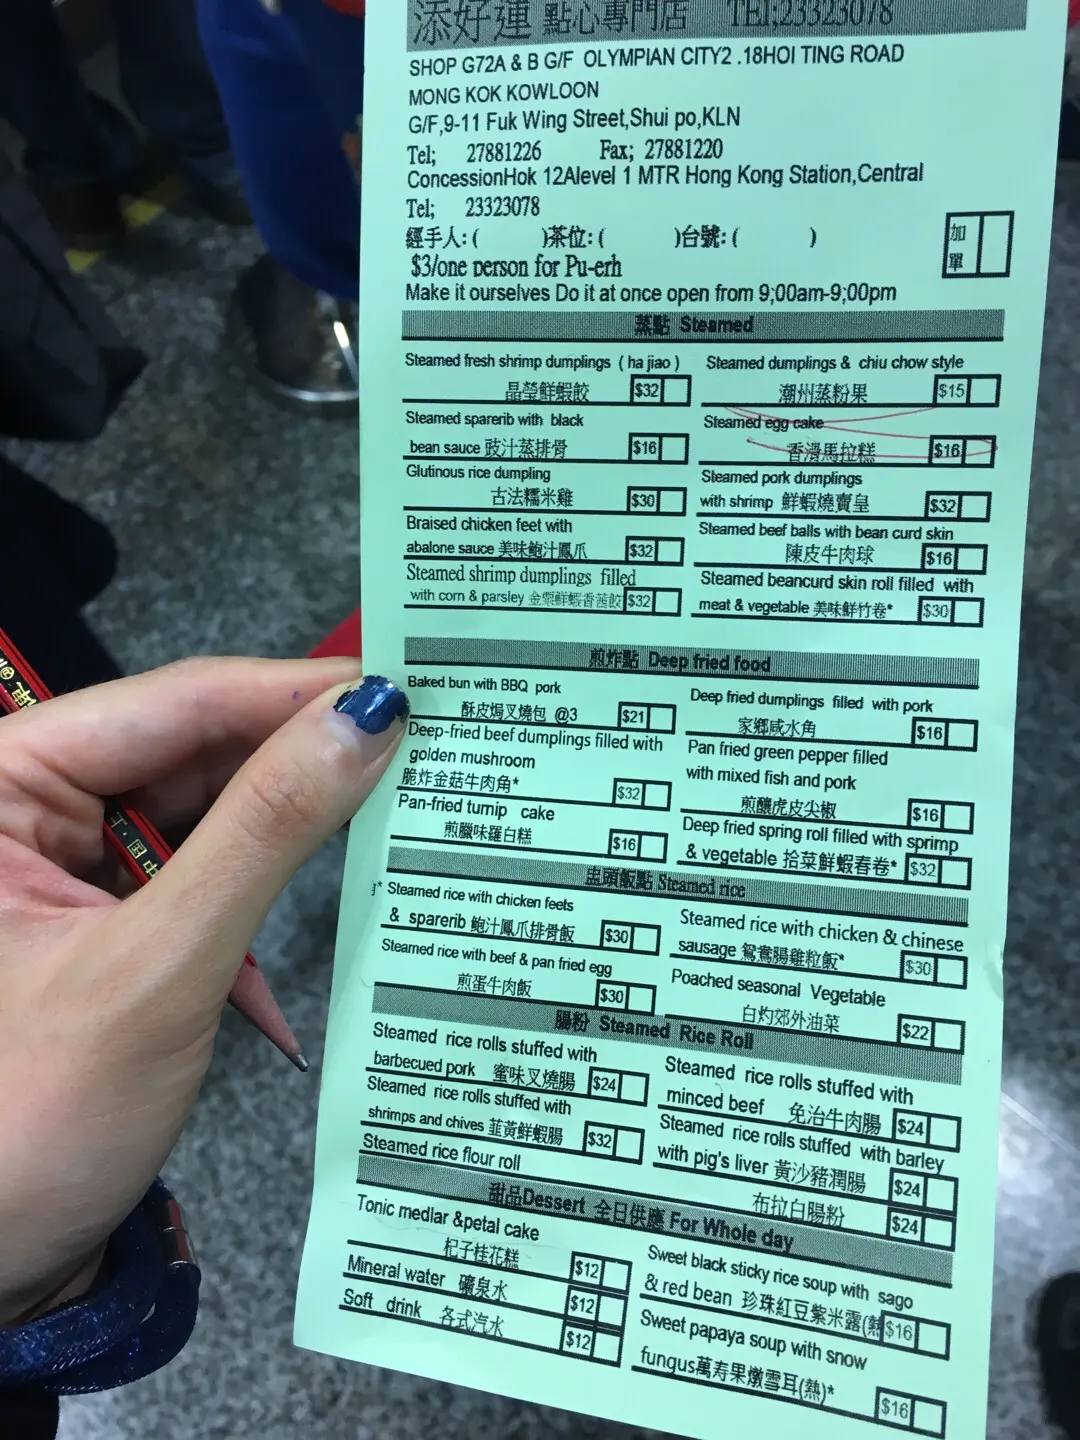 添好運 點心專門店 TEl:23323078
SHOP G72A & B G/F OLYMPIAN CITY2 .18HOI TING ROAD
MONG KOK KOWLOON
G/F,9-11 Fuk Wing Street,Shui po,KLN
Tel; 27881226 Fax; 27881220
ConcessionHok 12Alevel 1 MTR Hong Kong Station,Central
Tel; 23323078
經手人:( )茶位:( )台號:( )
加單
$3/one person for Pu-erh
Make it ourselves Do it at once open from 9;00am-9;00pm
蒸點 Steamed
Steamed fresh shrimp dumplings ( ha jiao )
晶瑩鮮蝦餃 $32
Steamed dumplings & chiu chow style
潮州蒸粉果 $15
Steamed sparerib with black
bean sauce 豉汁蒸排骨 $16
Steamed egg cake
香滑馬拉糕 $16
Glutinous rice dumpling
古法糯米雞 $30
Steamed pork dumplings
with shrimp 鮮蝦燒賣皇 $32
Braised chicken feet with
abalone sauce 美味鮑汁鳳爪 $32
Steamed beef balls with bean curd skin
陳皮牛肉球 $16
Steamed shrimp dumplings filled
with corn & parsley 金粟鮮蝦香茜餃 $32
Steamed beancurd skin roll filled with
meat & vegetable 美味鮮竹卷* $30
煎炸點 Deep fried food
Baked bun with BBQ pork
酥皮焗叉燒包 @3 $21
Deep fried dumplings filled with pork
家鄉咸水角 $16
Deep-fried beef dumplings filled with
golden mushroom
脆炸金菇牛肉角* $32
Pan fried green pepper filled
with mixed fish and pork
煎釀虎皮尖椒 $16
Pan-fried turnip cake
煎臘味羅白糕 $16
Deep fried spring roll filled with sprimp
& vegetable 拾菜鮮蝦春卷* $32
盅頭飯點 Steamed rice
Steamed rice with chicken feets
& sparerib 鮑汁鳳爪排骨飯 $30
Steamed rice with chicken & chinese
sausage 鴛鴦腸雞粒飯* $30
Steamed rice with beef & pan fried egg
煎蛋牛肉飯 $30
Poached seasonal Vegetable
白灼郊外油菜 $22
腸粉 Steamed Rice Roll
Steamed rice rolls stuffed with
barbecued pork 蜜味叉燒腸 $24
Steamed rice rolls stuffed with
minced beef 免治牛肉腸 $24
Steamed rice rolls stuffed with
shrimps and chives 韮黃鮮蝦腸 $32
Steamed rice rolls stuffed with barley
with pig's liver 黃沙豬潤腸 $24
Steamed rice flour roll
布拉白腸粉 $24
甜品Dessert 全日供應 For Whole day
Tonic medlar &petal cake
杞子桂花糕 $12
Sweet black sticky rice soup with sago
& red bean 珍珠紅豆紫米露(熱 $16
Mineral water 礦泉水 $12
Sweet papaya soup with snow
fungus萬寿果燉雪耳(熱)* $16
Soft drink 各式汽水 $12